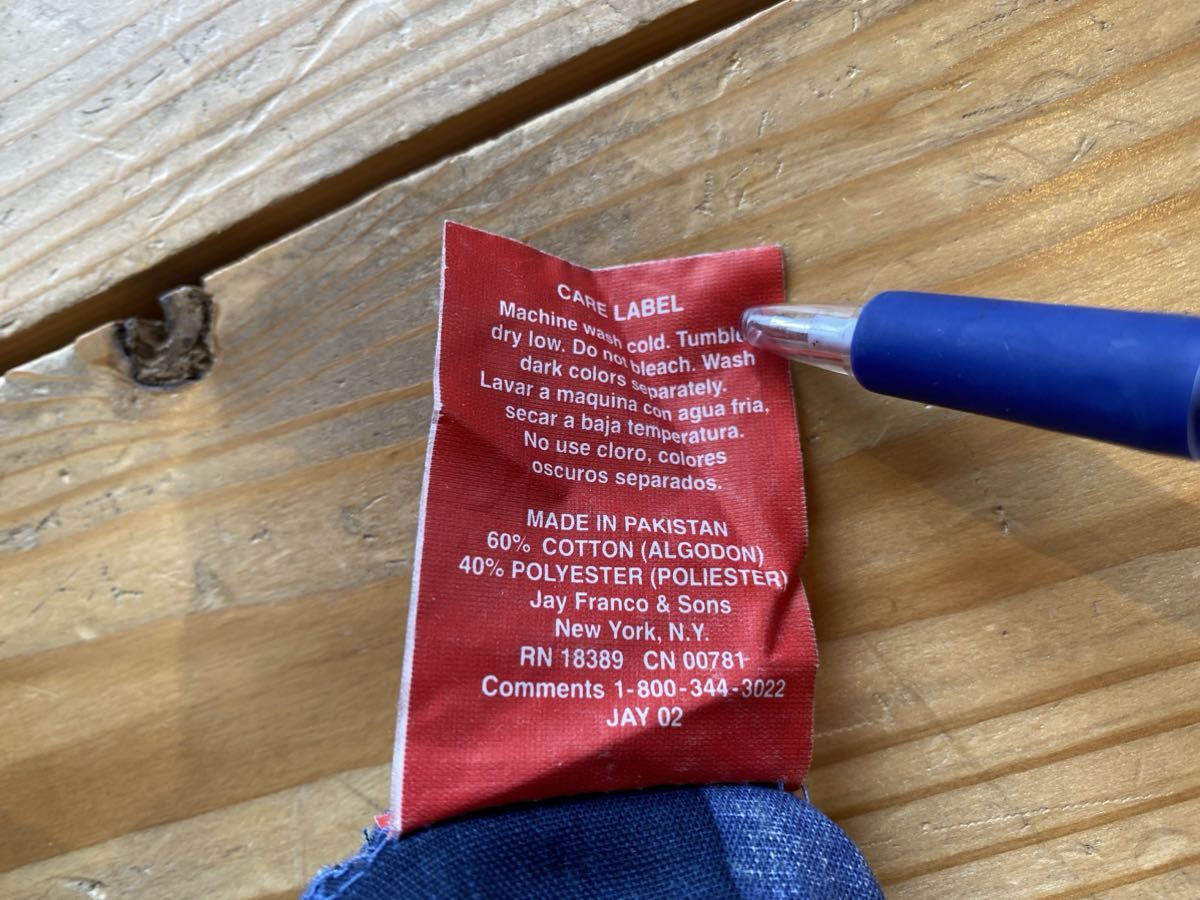 CARE LABEL
Machine wash cold. Tumble
dry low. Do not bleach. Wash
dark colors separately.
Lavar a maquina con agua fria,
secar a baja temperatura.
No use cloro, colores
oscuros separados.
MADE IN PAKISTAN
60% COTTON (ALGODON)
40% POLYESTER (POLIESTER)
Jay Franco & Sons
New York, N.Y.
RN 18389 CN 00781
Comments 1-800-344-3022
JAY 02